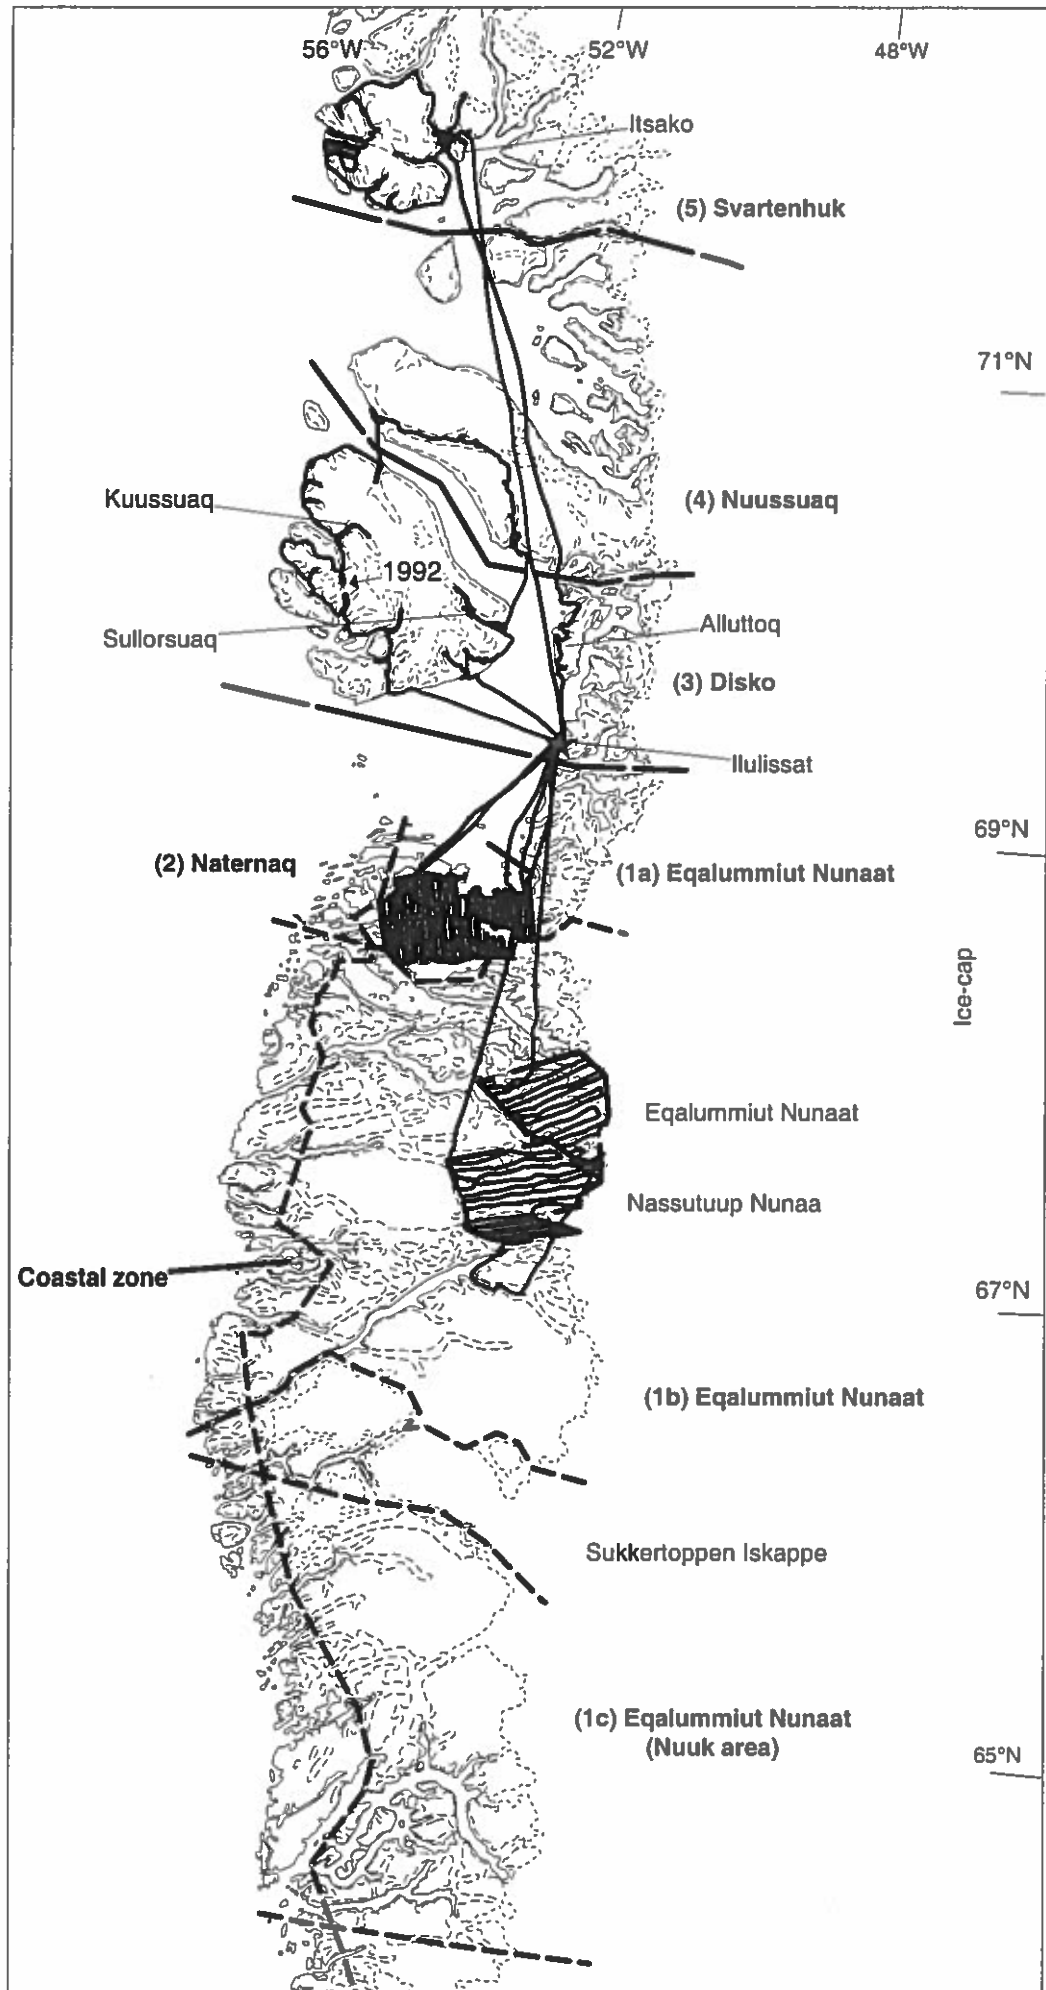 56°W
52°W
48°W
Itsako
(5) Svartenhuk
71°N
Kuussuaq
(4) Nuussuaq
1992
Sullorsuaq
Alluttoq
(3) Disko
Ilulissat
69°N
(2) Naternaq
(1a) Eqalummiut Nunaat
Ice-cap
Eqalummiut Nunaat
Nassutuup Nunaa
Coastal zone
67°N
(1b) Eqalummiut Nunaat
Sukkertoppen Iskappe
(1c) Eqalummiut Nunaat
(Nuuk area)
65°N